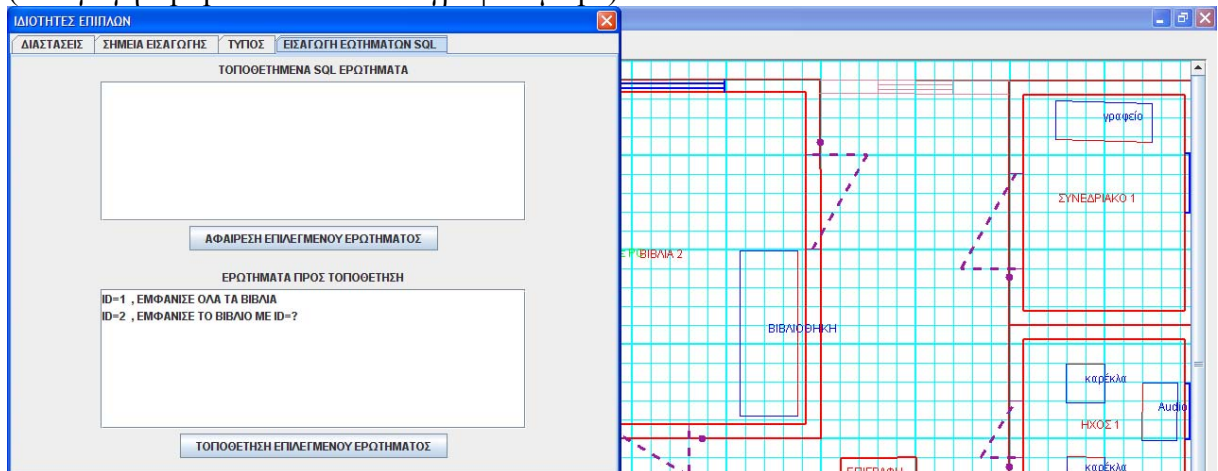 ΙΔΙΟΤΗΤΕΣ ΕΠΙΠΛΩΝ
ΔΙΑΣΤΑΣΕΙΣ ΣΗΜΕΙΑ ΕΙΣΑΓΩΓΗΣ ΤΥΠΟΣ ΕΙΣΑΓΩΓΗ ΕΩΤΗΜΑΤΩΝ SQL
ΤΟΠΟΘΕΤΗΜΕΝΑ SQL ΕΡΩΤΗΜΑΤΑ
ΑΦΑΙΡΕΣΗ ΕΠΙΛΕΓΜΕΝΟΥ ΕΡΩΤΗΜΑΤΟΣ
ΕΡΩΤΗΜΑΤΑ ΠΡΟΣ ΤΟΠΟΘΕΤΗΣΗ
ID=1 , ΕΜΦΑΝΙΣΕ ΟΛΑ ΤΑ ΒΙΒΛΙΑ
ID=2 , ΕΜΦΑΝΙΣΕ ΤΟ ΒΙΒΛΙΟ ΜΕ ID=?
ΤΟΠΟΘΕΤΗΣΗ ΕΠΙΛΕΓΜΕΝΟΥ ΕΡΩΤΗΜΑΤΟΣ
γραφείο
ΣΥΝΕΔΡΙΑΚΟ 1
ΒΙΒΛΙΑ 2
ΒΙΒΛΙΟΘΗΚΗ
καρέκλα
Audio
ΗΧΟΣ 1
καρέκλα
ΕΠΙΓΡΑΦΗ